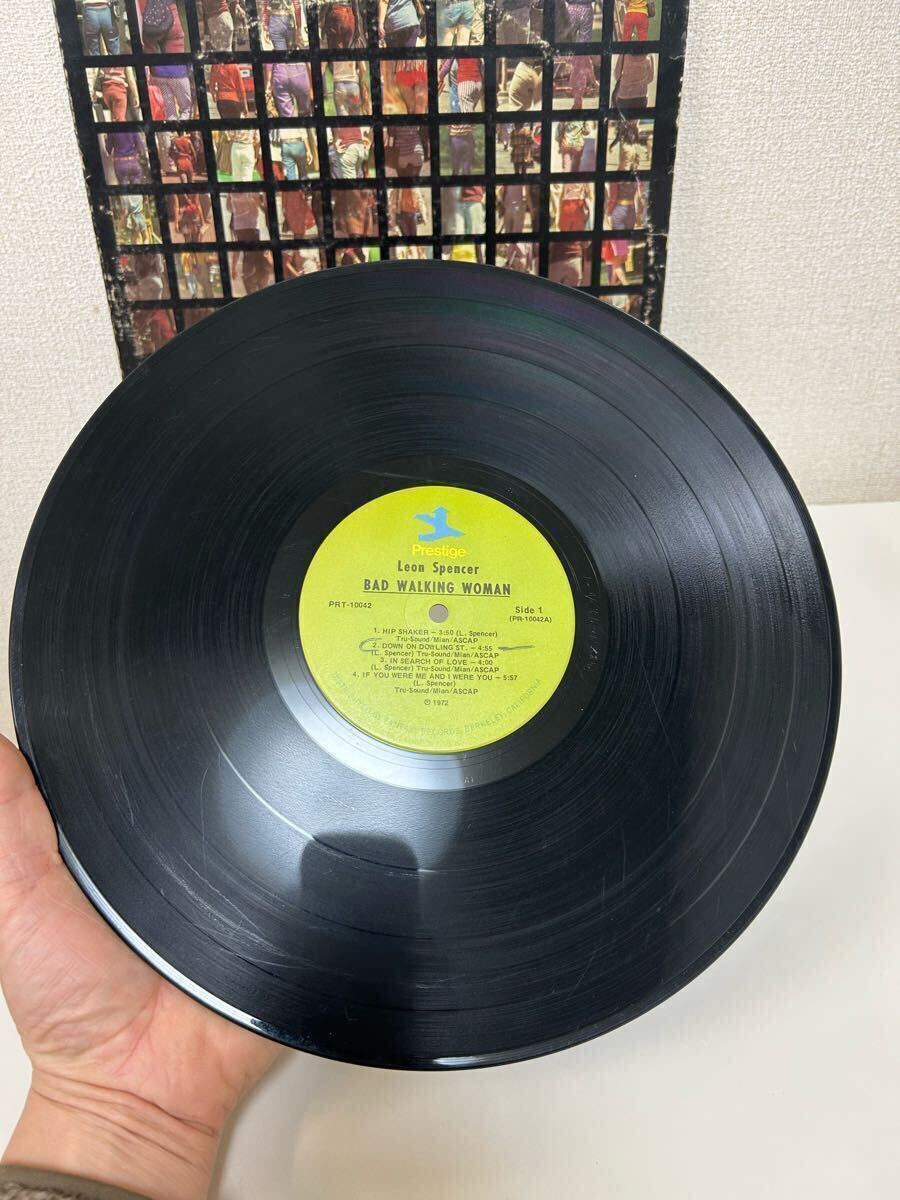 Prestige
Leon Spencer
BAD WALKING WOMAN
PRT-10042
Side 1
(PR-10042A)
1. HIP SHAKER – 3:50 (L. Spencer)
Tru-Sound/Mian/ASCAP
2. DOWN ON DOWLING ST. – 4:55
(L. Spencer) Tru-Sound/Mian/ASCAP
3. IN SEARCH OF LOVE – 4:00
(L. Spencer) Tru-Sound/Mian/ASCAP
4. IF YOU WERE ME AND I WERE YOU – 5:57
(L. Spencer)
Tru-Sound/Mian/ASCAP
℗ 1972
RECORDS, BERKELEY, CALIFORNIA
A1